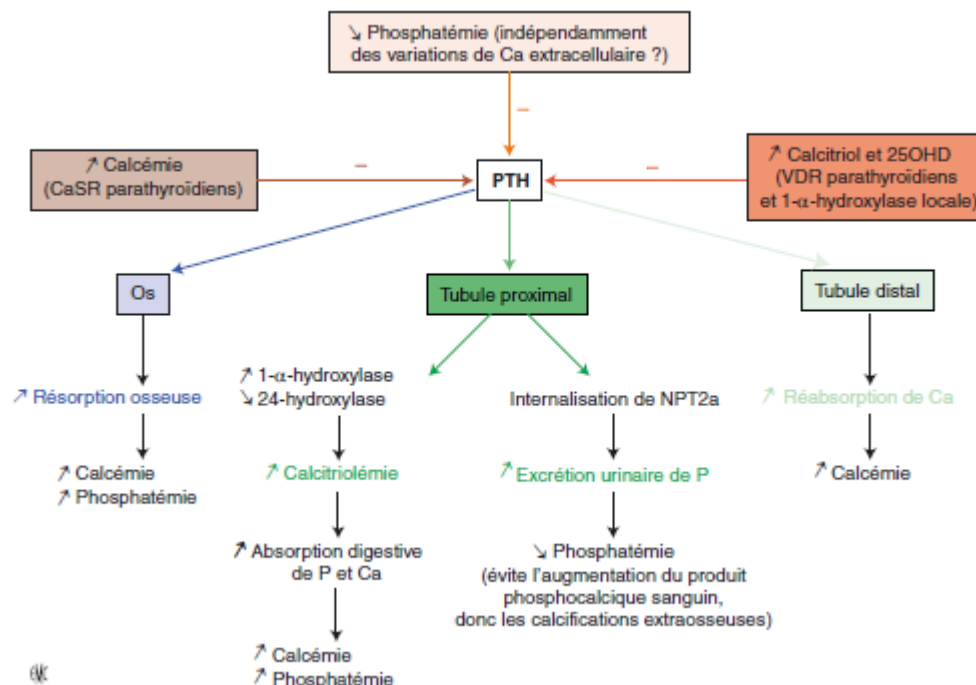 ↘ Phosphatémie (indépendamment
des variations de Ca extracellulaire ?)
–
↗ Calcémie
(CaSR parathyroïdiens)
–
PTH
–
↗ Calcitriol et 25OHD
(VDR parathyroïdiens
et 1-α-hydroxylase locale)
Os
Tubule proximal
Tubule distal
↗ Résorption osseuse
↗ 1-α-hydroxylase
↘ 24-hydroxylase
Internalisation de NPT2a
↗ Réabsorption de Ca
↗ Calcémie
↗ Phosphatémie
↗ Calcitriolémie
↗ Excrétion urinaire de P
↗ Calcémie
↗ Absorption digestive
de P et Ca
↘ Phosphatémie
(évite l'augmentation du produit
phosphocalcique sanguin,
donc les calcifications extraosseuses)
↗ Calcémie
↗ Phosphatémie